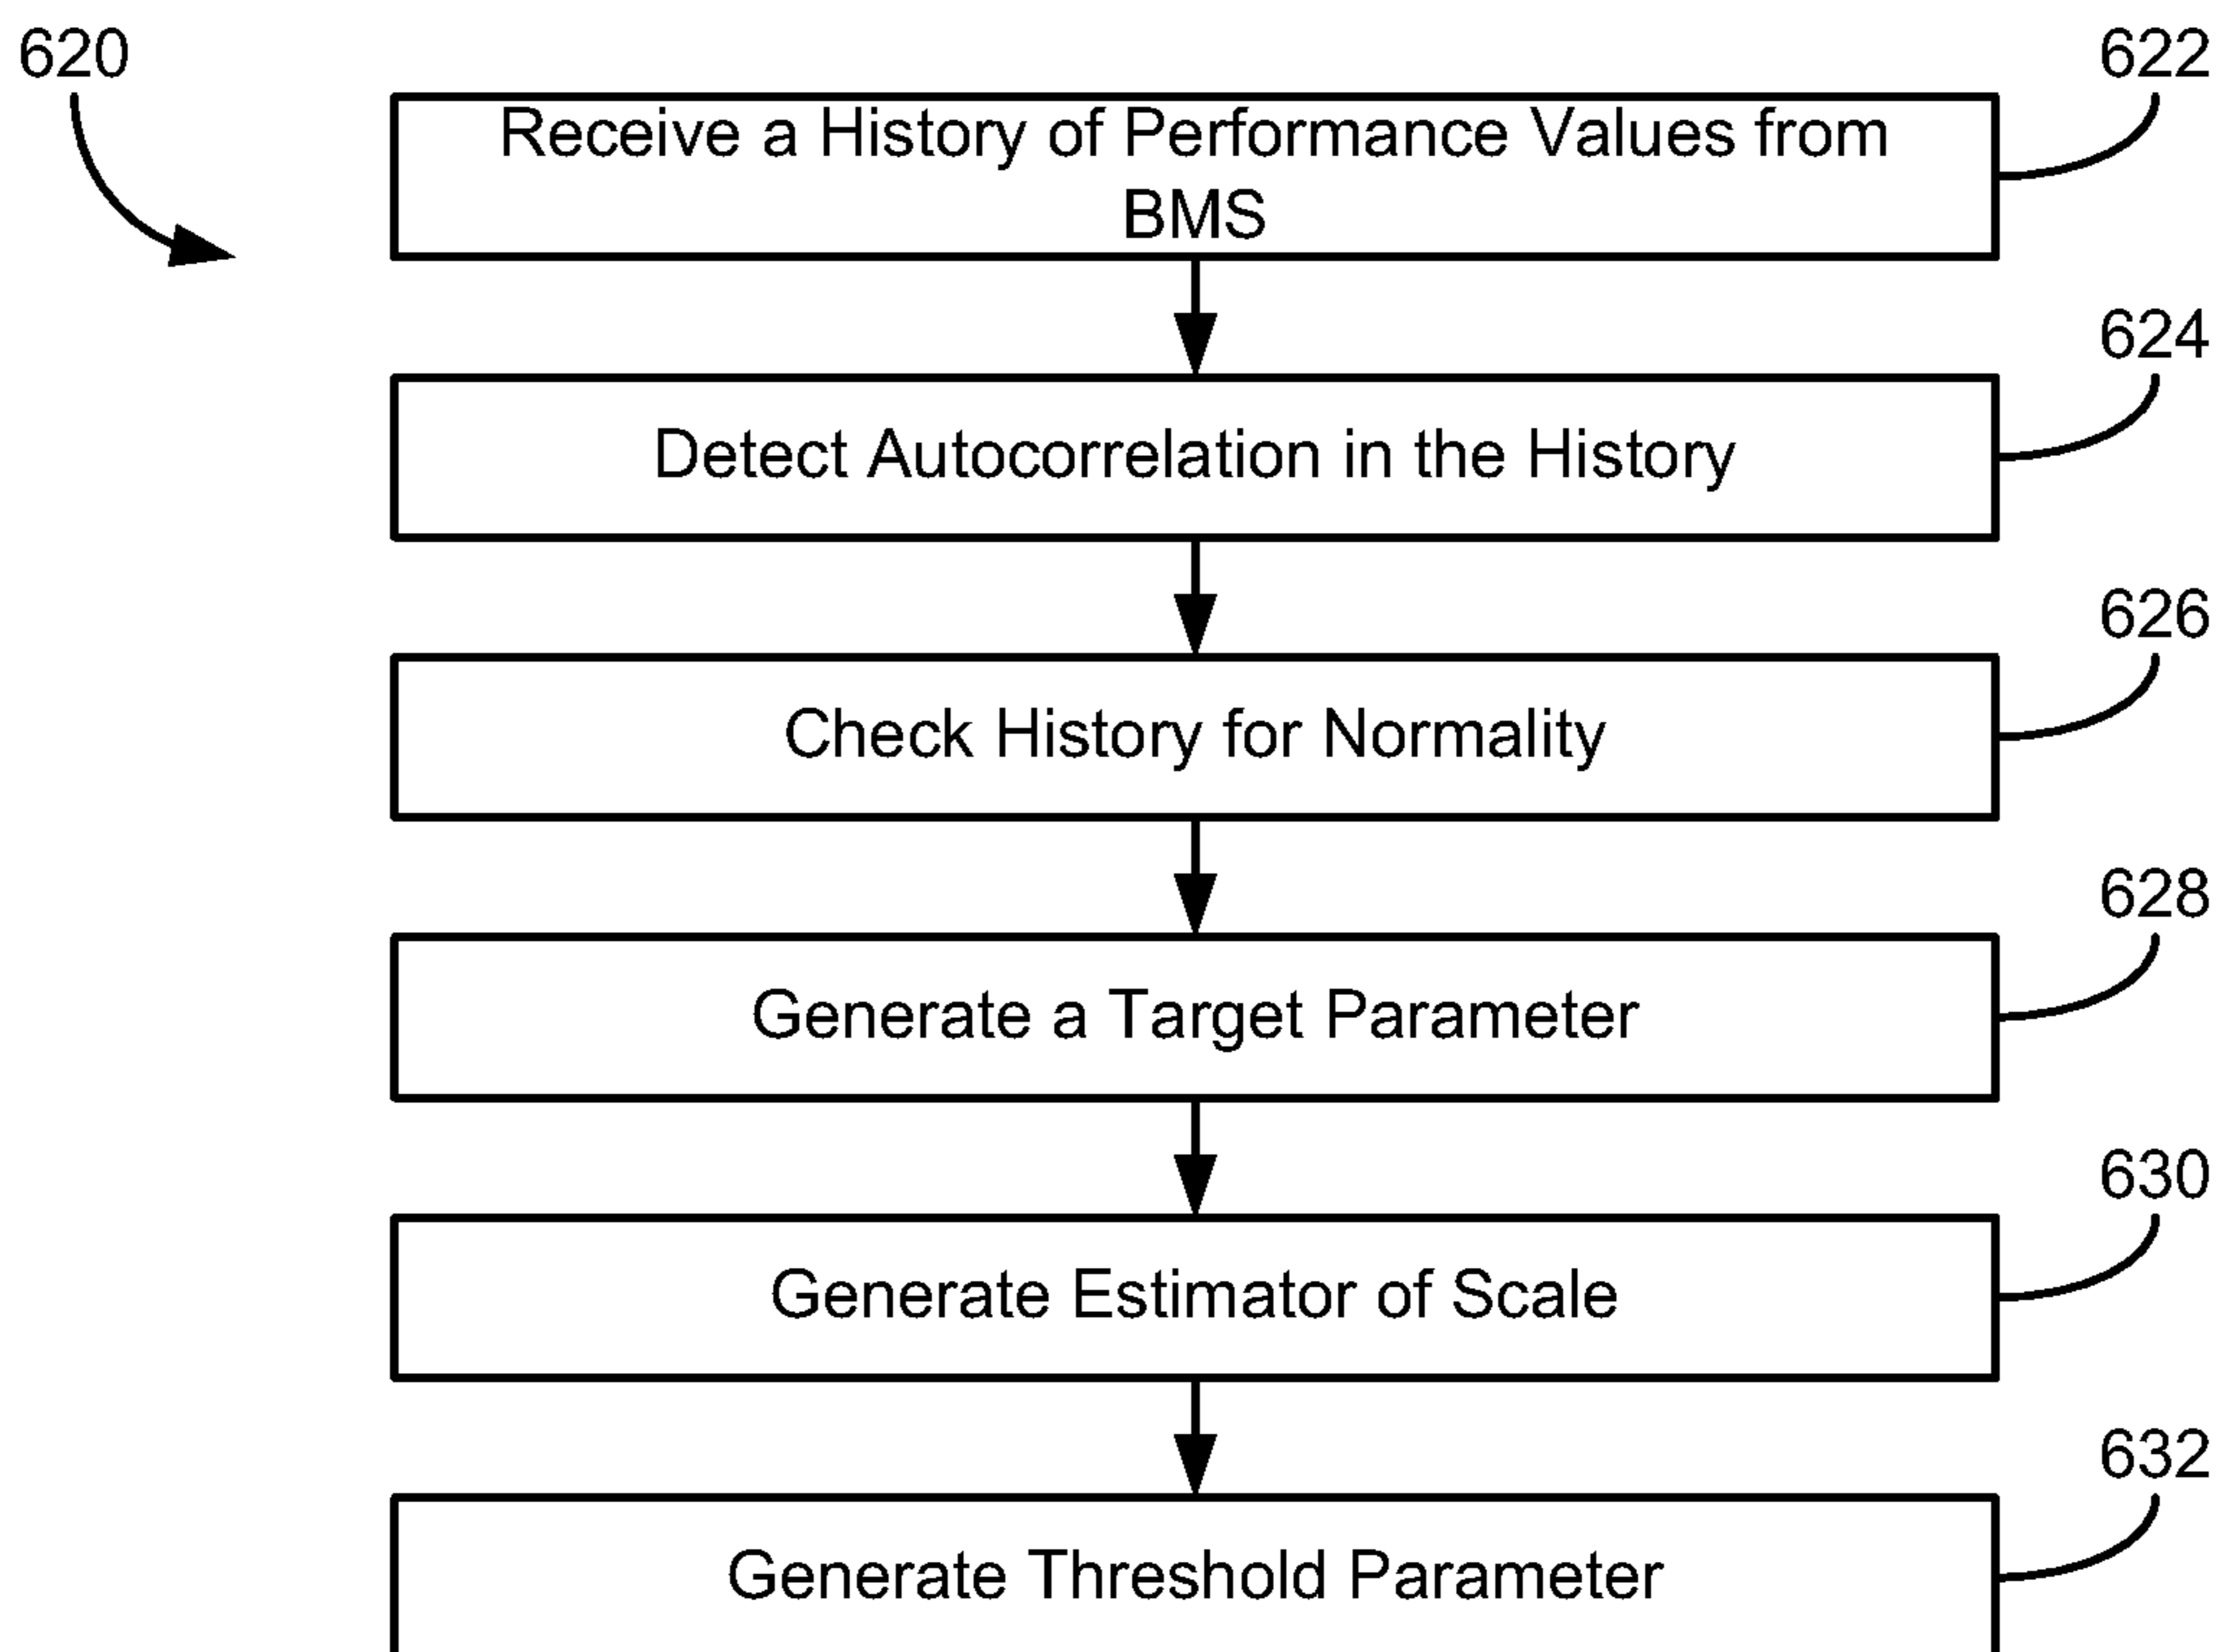 620
622
Receive a History of Performance Values from
BMS
624
Detect Autocorrelation in the History
626
Check History for Normality
628
Generate a Target Parameter
630
Generate Estimator of Scale
632
Generate Threshold Parameter